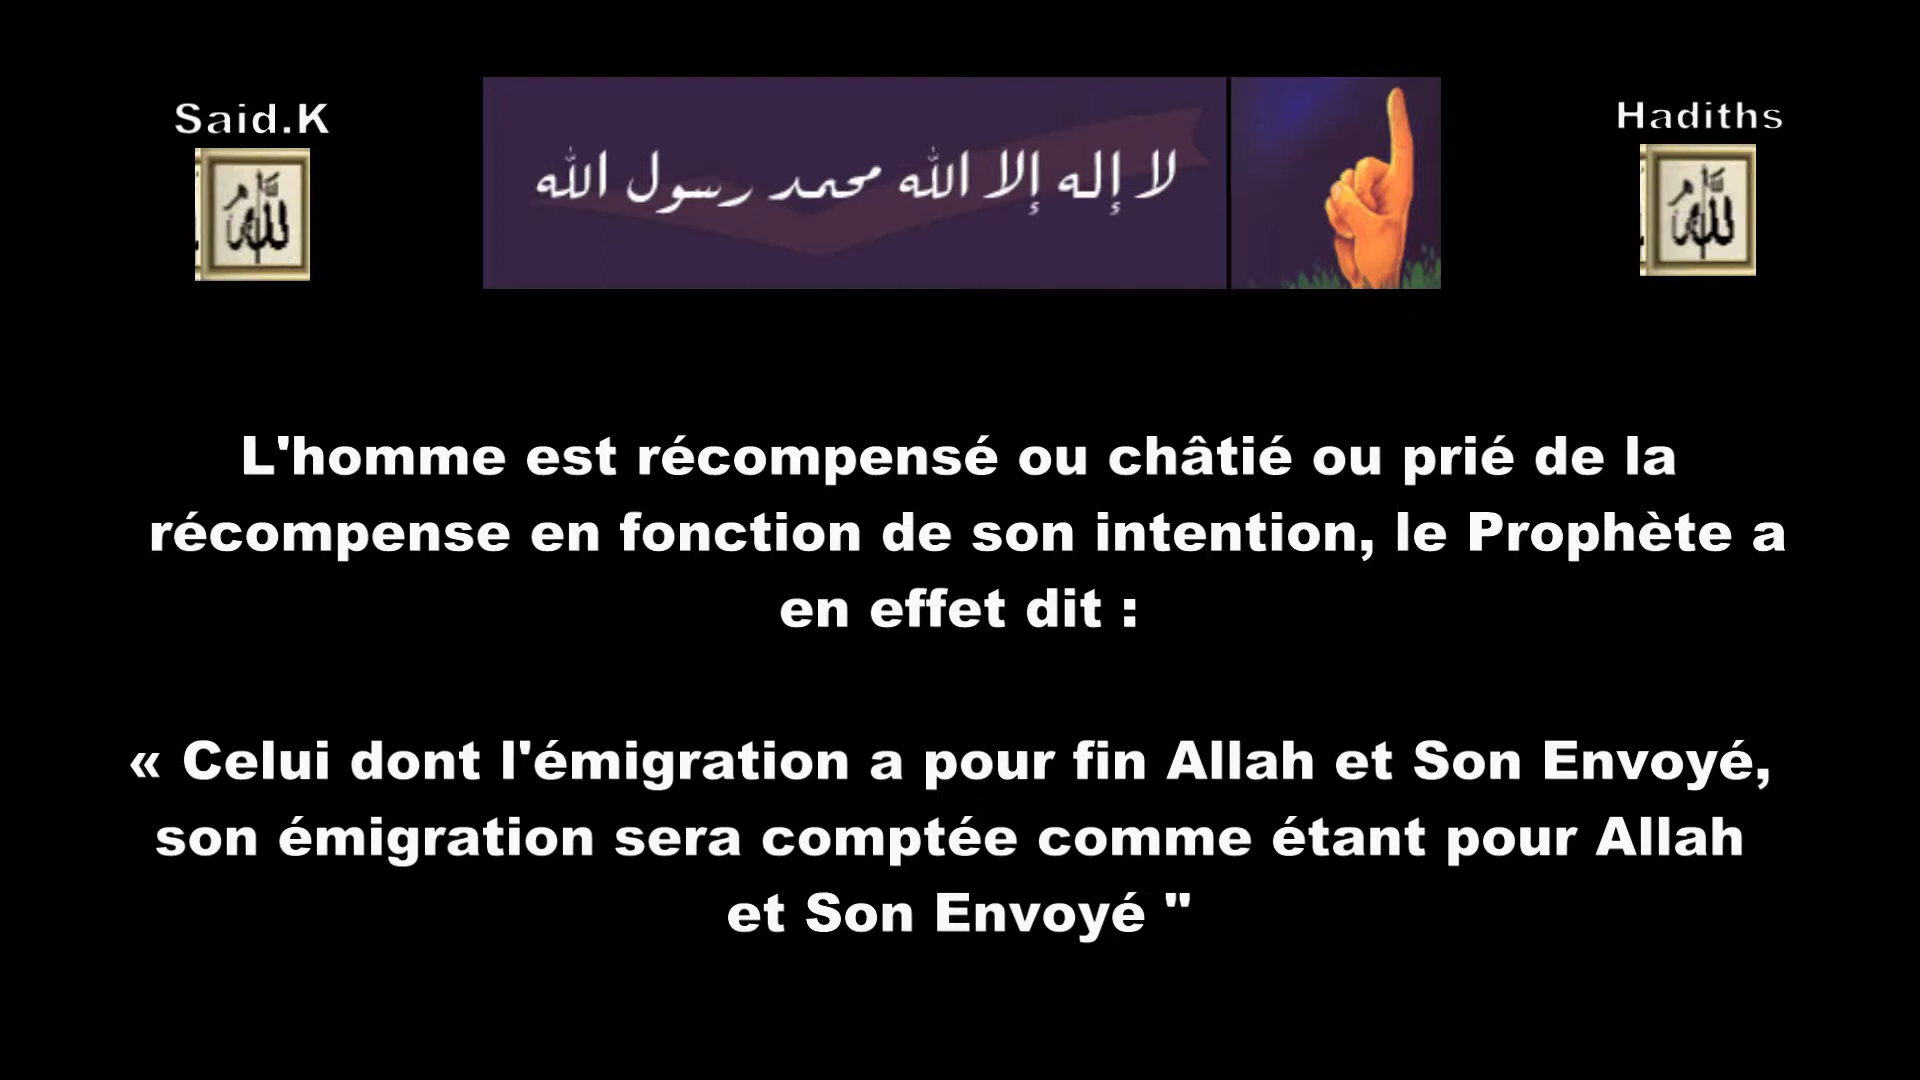 Said.K
لا إله إلا الله محمد رسول الله
Hadiths
الله
الله
L'homme est récompensé ou châtié ou prié de la
récompense en fonction de son intention, le Prophète a
en effet dit :
« Celui dont l'émigration a pour fin Allah et Son Envoyé,
son émigration sera comptée comme étant pour Allah
et Son Envoyé "